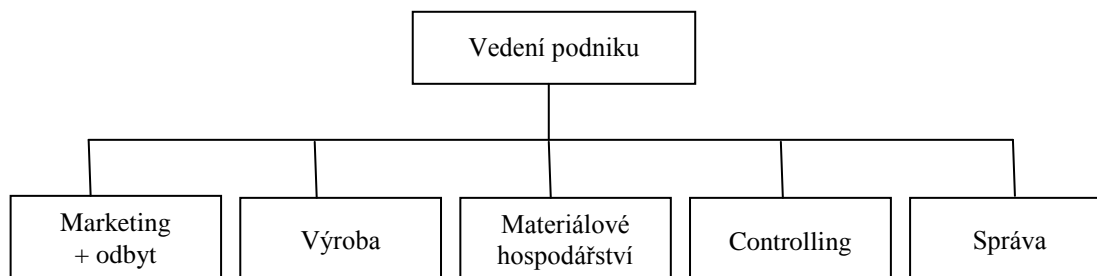 Vedení podniku
Marketing
+ odbyt
Výroba
Materiálové
hospodářství
Controlling
Správa